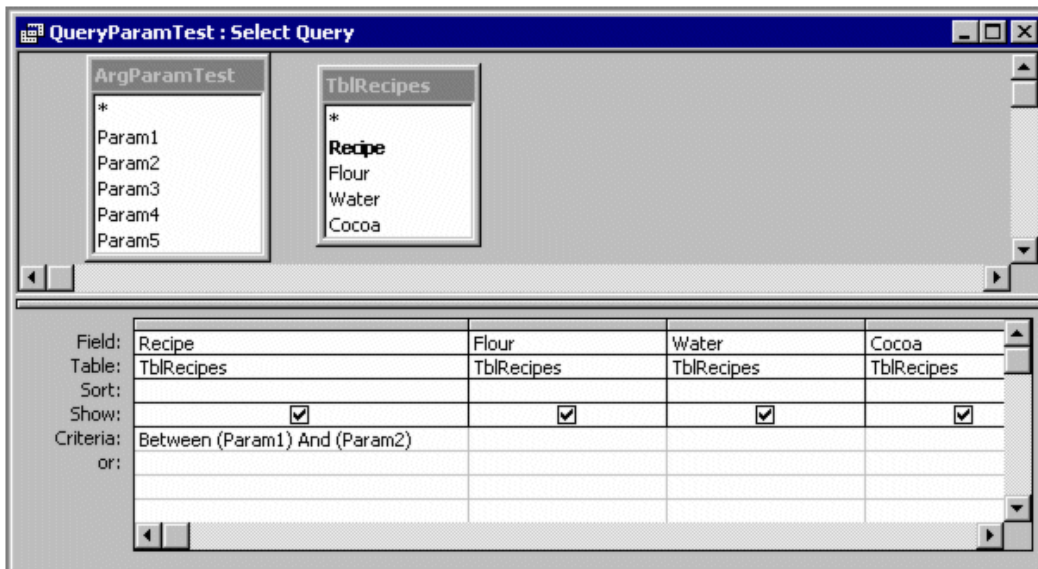 QueryParamTest : Select Query
ArgParamTest
*
Param1
Param2
Param3
Param4
Param5
TblRecipes
*
Recipe
Flour
Water
Cocoa
Field: Recipe Flour Water Cocoa
Table: TblRecipes TblRecipes TblRecipes TblRecipes
Sort:
Show:
Criteria: Between (Param1) And (Param2)
or: